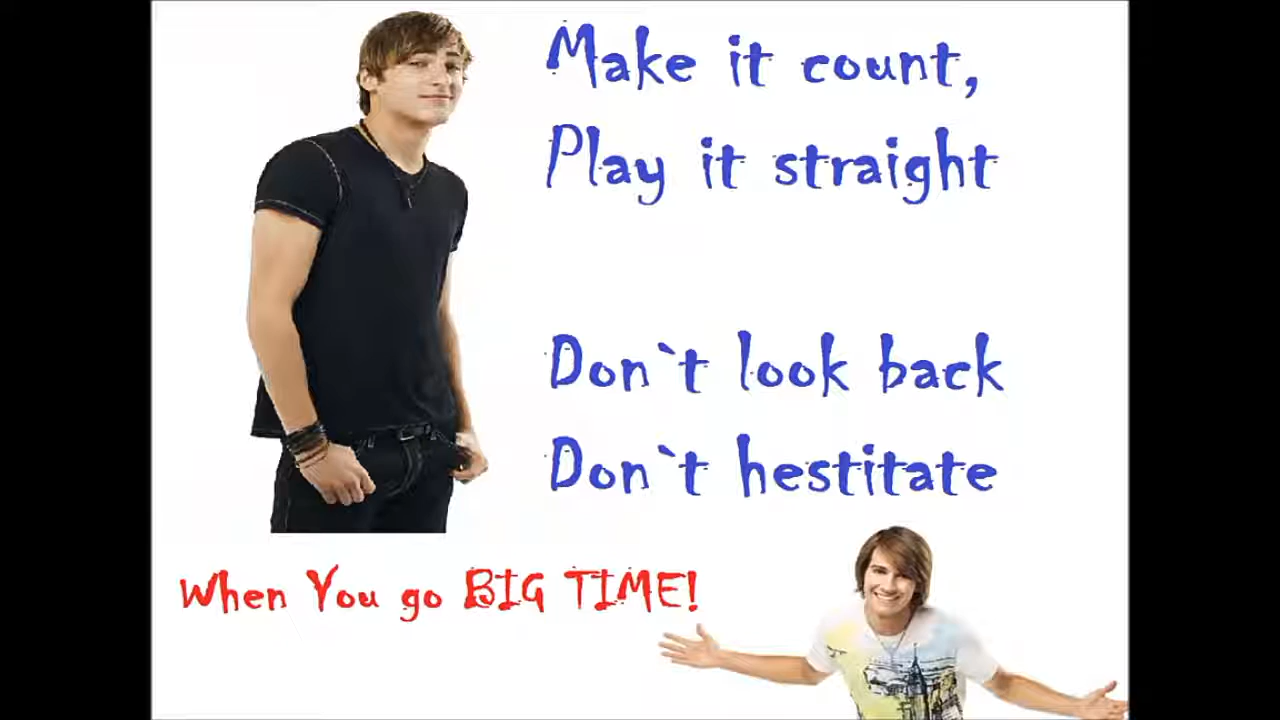 Make it count,
Play it straight
Don`t look back
Don`t hestitate
When You go BIG TIME!